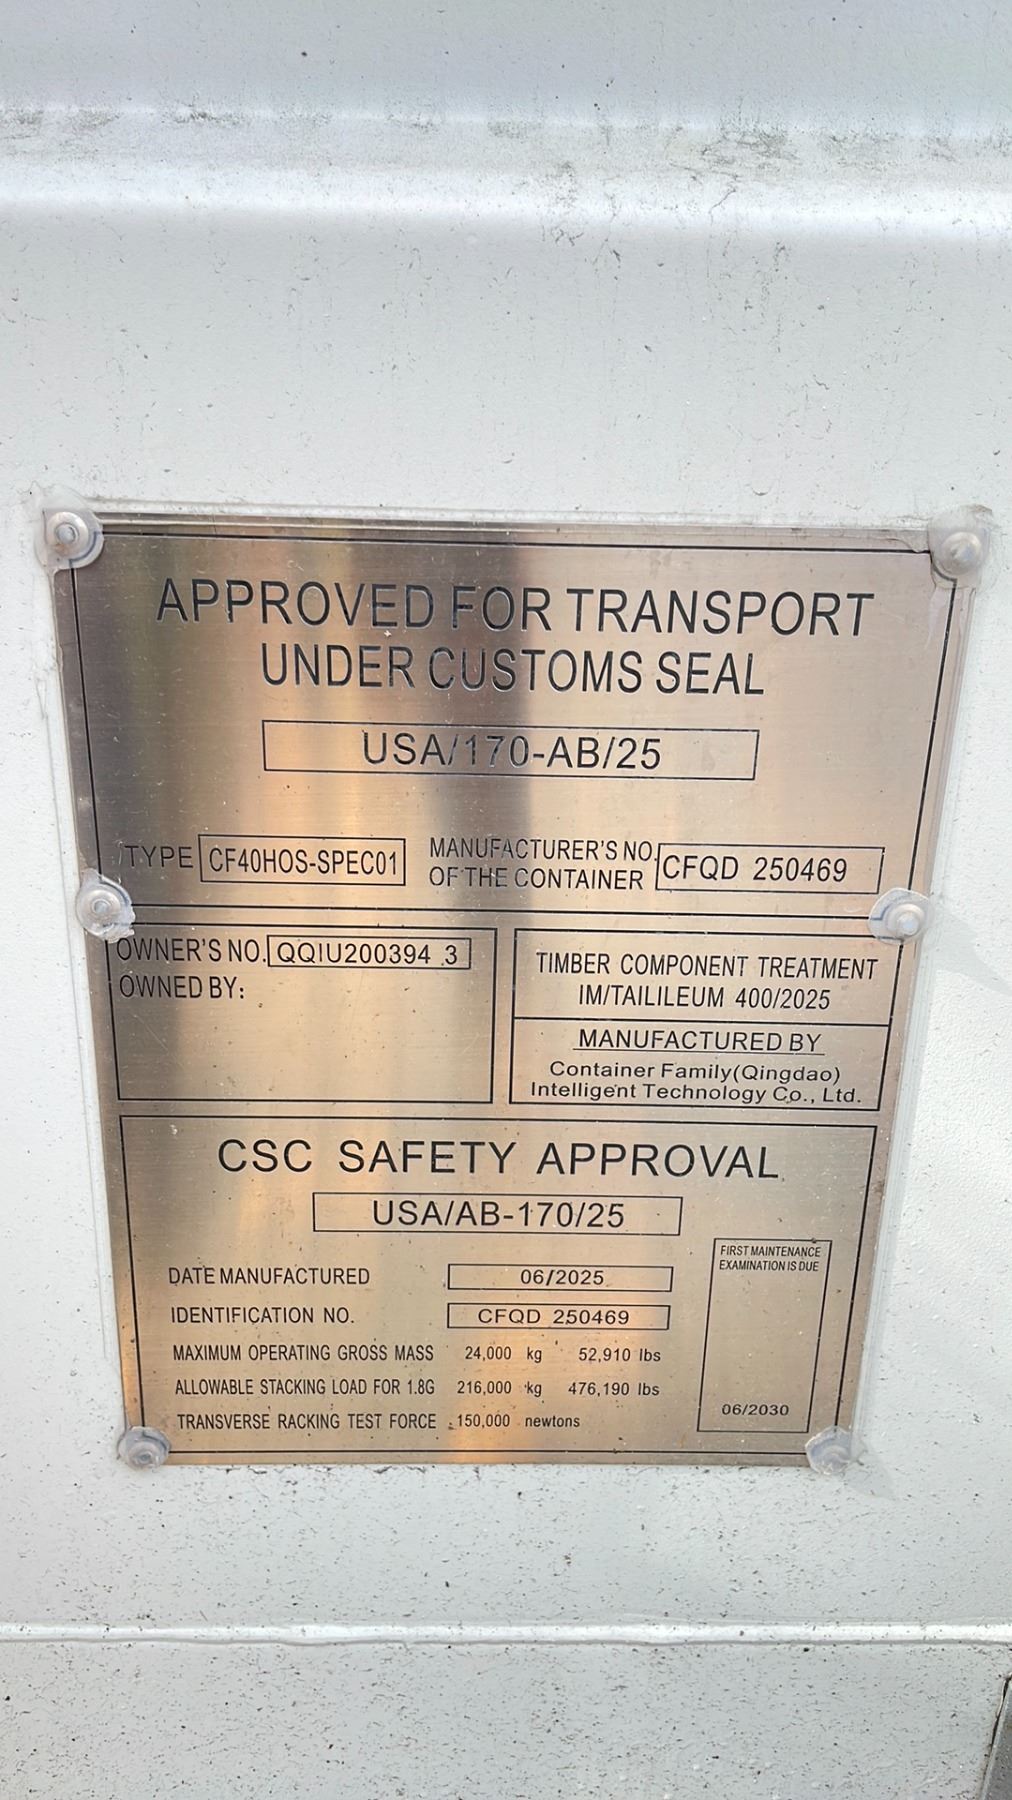 APPROVED FOR TRANSPORT
UNDER CUSTOMS SEAL
USA/170-AB/25
TYPE CF40HOS-SPEC01 MANUFACTURER'S NO. OF THE CONTAINER CFQD 250469
OWNER'S NO. QQIU200394 3
OWNED BY:
TIMBER COMPONENT TREATMENT
IM/TAILILEUM 400/2025
MANUFACTURED BY
Container Family(Qingdao)
Intelligent Technology Co., Ltd.
CSC SAFETY APPROVAL
USA/AB-170/25
DATE MANUFACTURED 06/2025
IDENTIFICATION NO. CFQD 250469
MAXIMUM OPERATING GROSS MASS 24,000 kg 52,910 lbs
ALLOWABLE STACKING LOAD FOR 1.8G 216,000 kg 476,190 lbs
TRANSVERSE RACKING TEST FORCE 150,000 newtons
FIRST MAINTENANCE
EXAMINATION IS DUE
06/2030